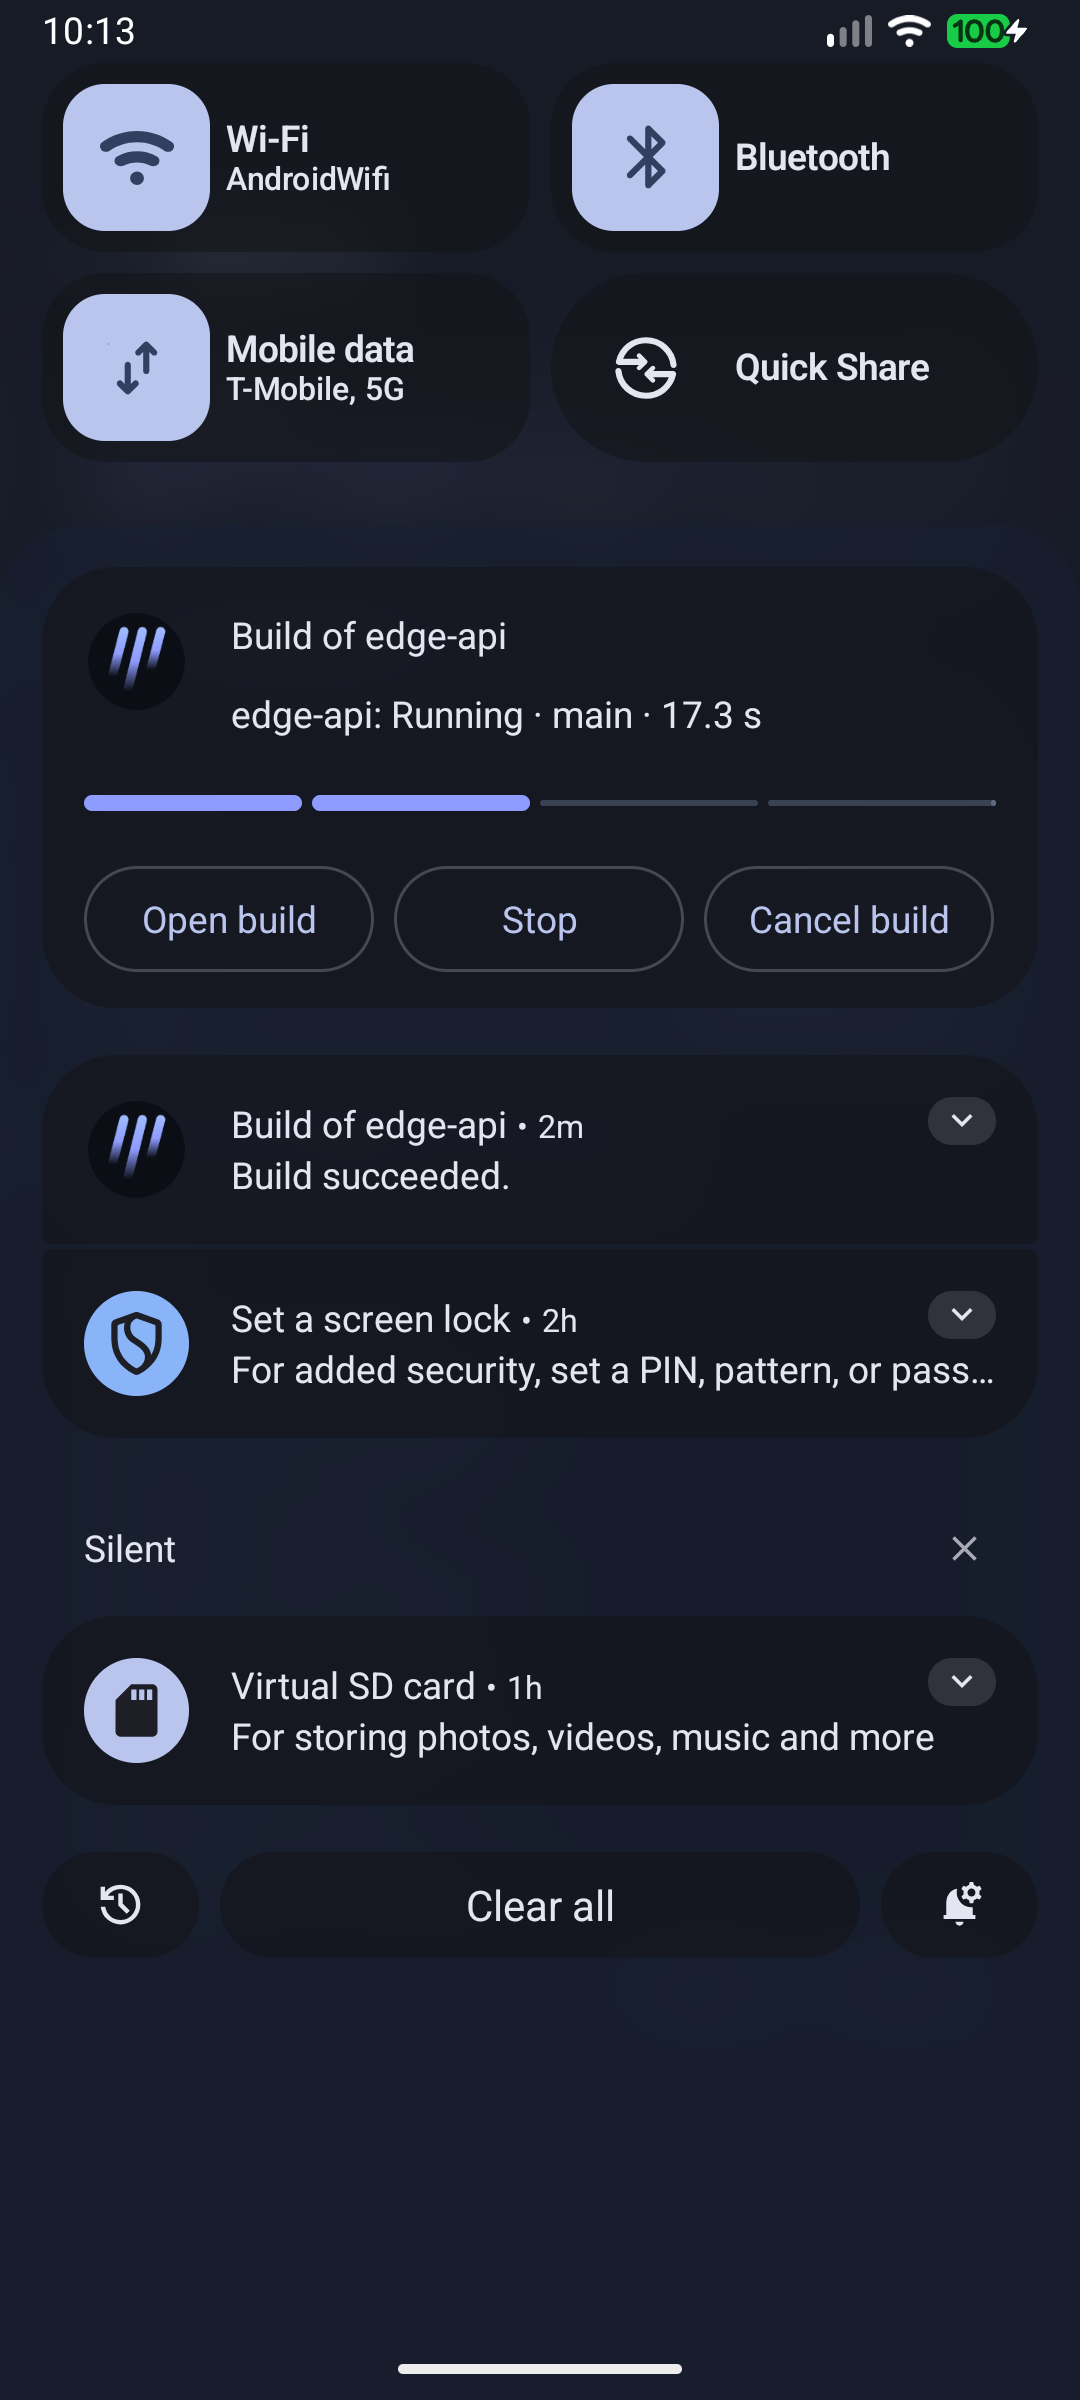 10:13
100
Wi-Fi
AndroidWifi
Bluetooth
Mobile data
T-Mobile, 5G
Quick Share
Build of edge-api
edge-api: Running · main · 17.3 s
Open build
Stop
Cancel build
Build of edge-api • 2m
Build succeeded.
Set a screen lock • 2h
For added security, set a PIN, pattern, or pass…
Silent
Virtual SD card • 1h
For storing photos, videos, music and more
Clear all